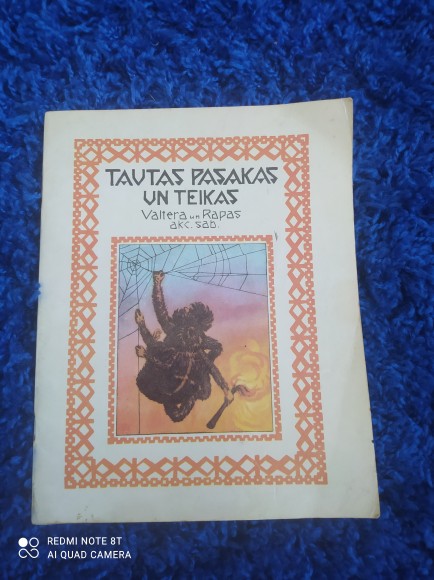 TAUTAS PASAKAS
UN TEIKAS
Valtera un Rapas
akc. sab.
REDMI NOTE 8T
AI QUAD CAMERA